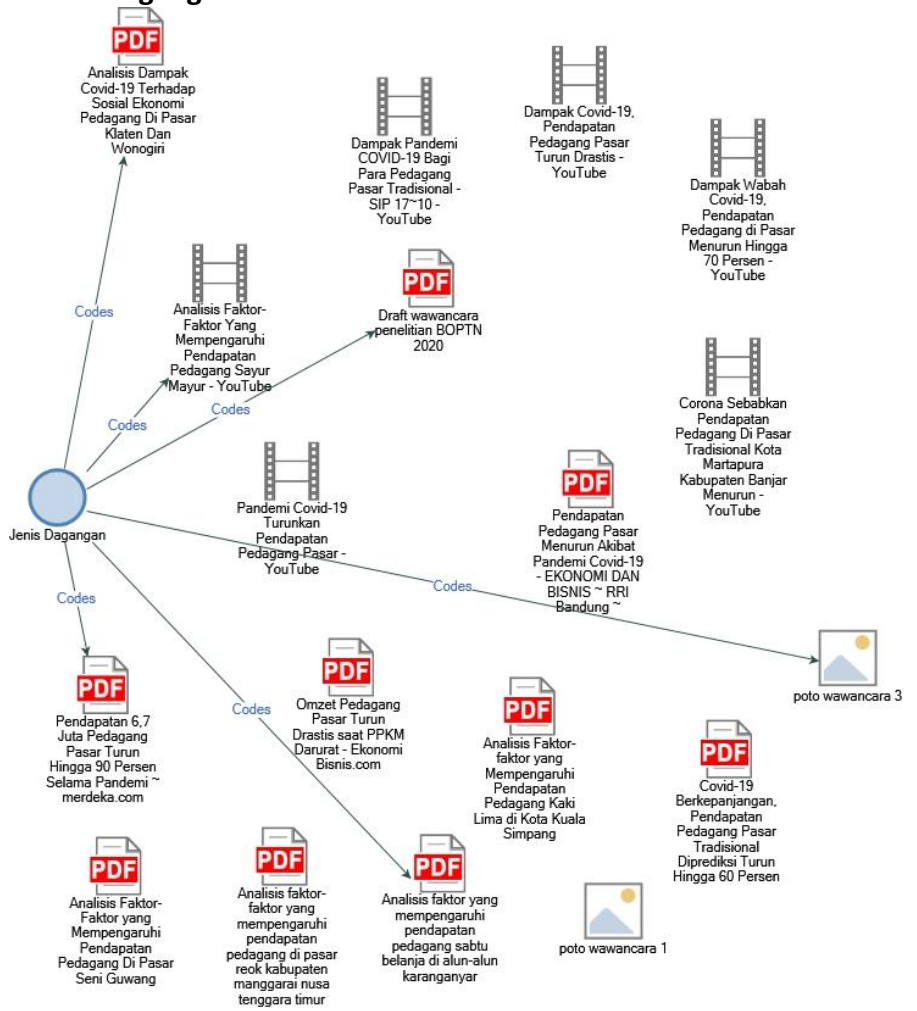 PDF
Analisis Dampak
Covid-19 Terhadap
Sosial Ekonomi
Pedagang Di Pasar
Klaten Dan
Wonogiri
Dampak Pandemi
COVID-19 Bagi
Para Pedagang
Pasar Tradisional -
SIP 17~10 -
YouTube
Dampak Covid-19,
Pendapatan
Pedagang Pasar
Turun Drastis -
YouTube
Dampak Wabah
Covid-19,
Pendapatan
Pedagang di Pasar
Menurun Hingga
70 Persen -
YouTube
Codes
Analisis Faktor-
Faktor Yang
Mempengaruhi
Pendapatan
Pedagang Sayur
Mayur - YouTube
PDF
Draft wawancara
penelitian BOPTN
2020
Codes
Codes
Corona Sebabkan
Pendapatan
Pedagang Di Pasar
Tradisional Kota
Martapura
Kabupaten Banjar
Menurun -
YouTube
Jenis Dagangan
Pandemi Covid-19
Turunkan
Pendapatan
Pedagang Pasar -
YouTube
PDF
Pendapatan
Pedagang Pasar
Menurun Akibat
Pandemi Covid-19
- EKONOMI DAN
BISNIS ~ RRI
Bandung ~
Codes
Codes
poto wawancara 3
PDF
Pendapatan 6,7
Juta Pedagang
Pasar Turun
Hingga 90 Persen
Selama Pandemi ~
merdeka.com
Codes
PDF
Omzet Pedagang
Pasar Turun
Drastis saat PPKM
Darurat - Ekonomi
Bisnis.com
PDF
Analisis Faktor-
faktor yang
Mempengaruhi
Pendapatan
Pedagang Kaki
Lima di Kota Kuala
Simpang
PDF
Covid-19
Berkepanjangan,
Pendapatan
Pedagang Pasar
Tradisional
Diprediksi Turun
Hingga 60 Persen
PDF
Analisis Faktor-
Faktor yang
Mempengaruhi
Pendapatan
Pedagang Di Pasar
Seni Guwang
PDF
Analisis faktor-
faktor yang
mempengaruhi
pendapatan
pedagang di pasar
reok kabupaten
manggarai nusa
tenggara timur
PDF
Analisis faktor yang
mempengaruhi
pendapatan
pedagang sabtu
belanja di alun-alun
karanganyar
poto wawancara 1